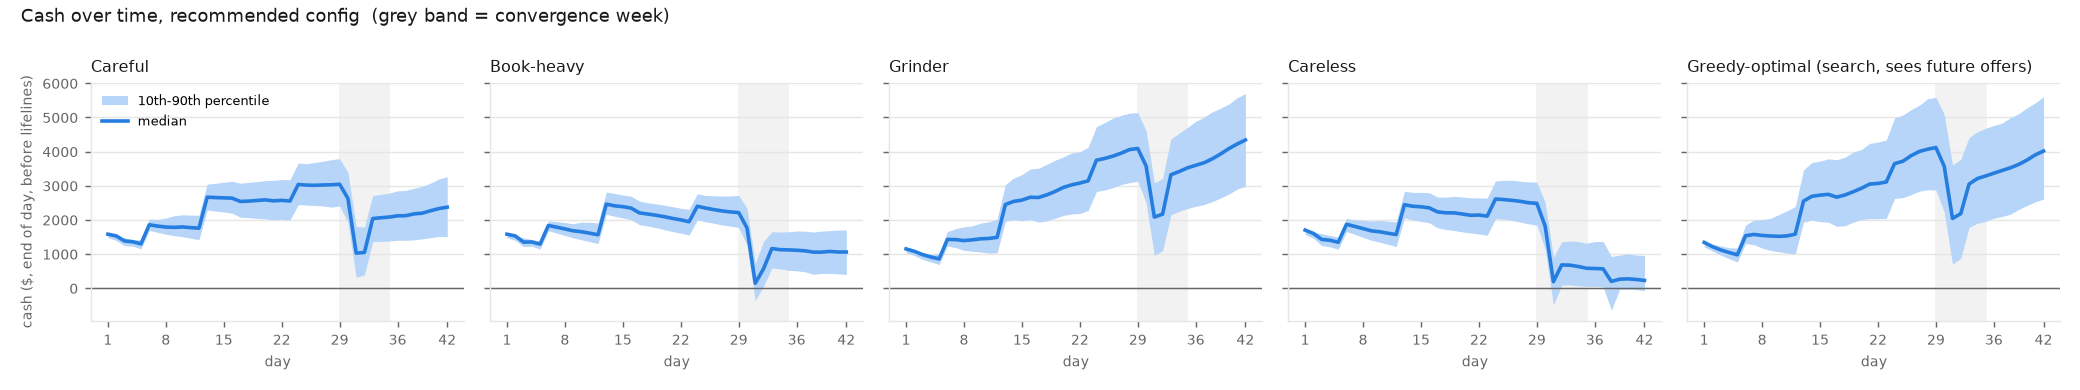 Cash over time, recommended config  (grey band = convergence week)
Careful
Book-heavy
Grinder
Careless
Greedy-optimal (search, sees future offers)
cash ($, end of day, before lifelines)
6000
5000
4000
3000
2000
1000
0
10th-90th percentile
median
1 8 15 22 29 36 42
day
1 8 15 22 29 36 42
day
1 8 15 22 29 36 42
day
1 8 15 22 29 36 42
day
1 8 15 22 29 36 42
day